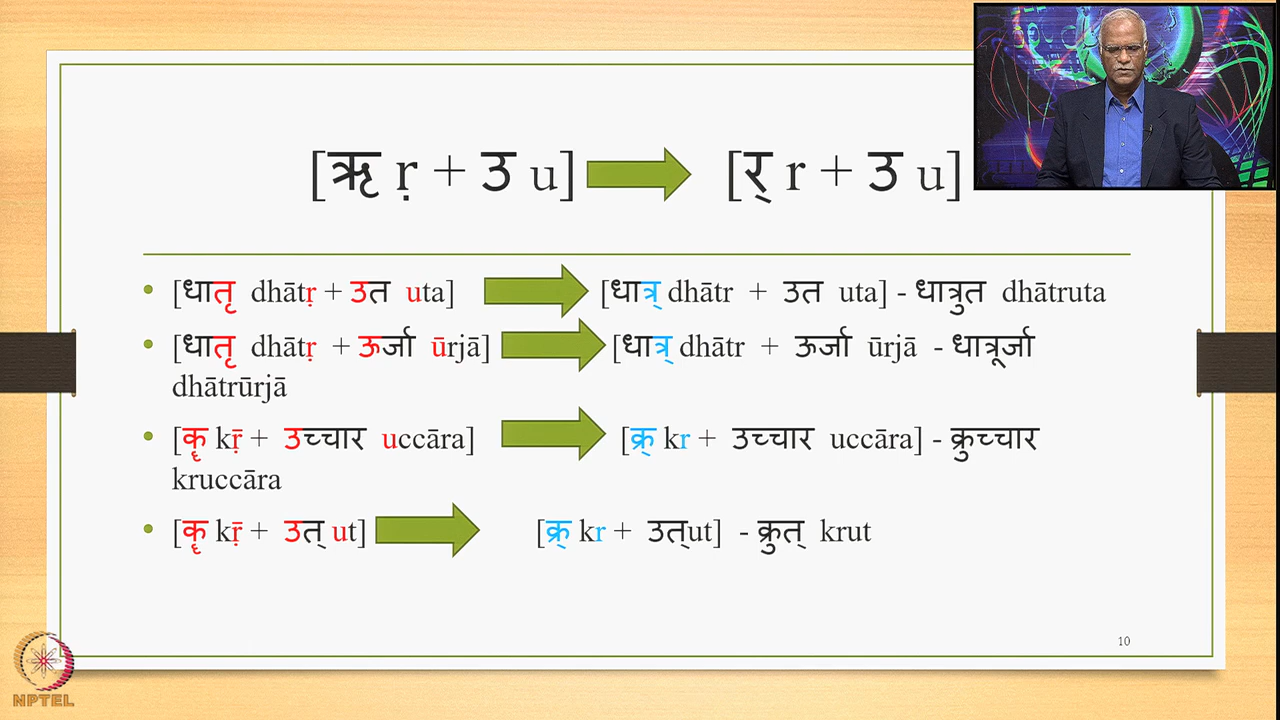 [ऋ ṛ + उ u] [र् r + उ u]
• [धातृ dhātṛ + उत uta] [धात्र् dhātr + उत uta] - धात्रुत dhātruta
• [धातृ dhātṛ + ऊर्जा ūrjā] [धात्र् dhātr + ऊर्जा ūrjā - धात्रूर्जा
dhātrūrjā
• [कॄ kṝ + उच्चार uccāra] [क्र् kr + उच्चार uccāra] - क्रुच्चार
kruccāra
• [कॄ kṝ + उत् ut] [क्र् kr + उत्ut] - क्रुत् krut
10
NPTEL